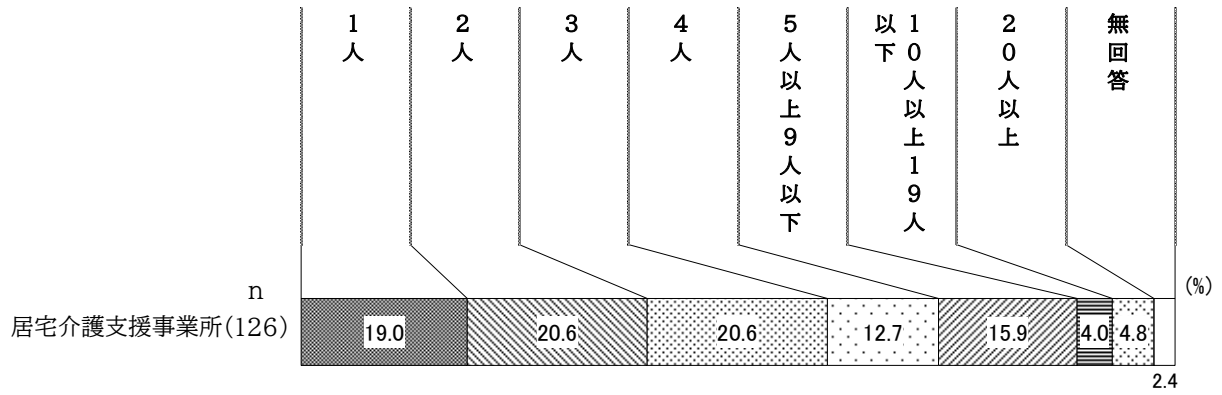 1人
2人
3人
4人
5人以上9人以下
10人以上19人
以下
20人以上
無回答
(%)
n
居宅介護支援事業所(126)
19.0
20.6
20.6
12.7
15.9
4.0
4.8
2.4